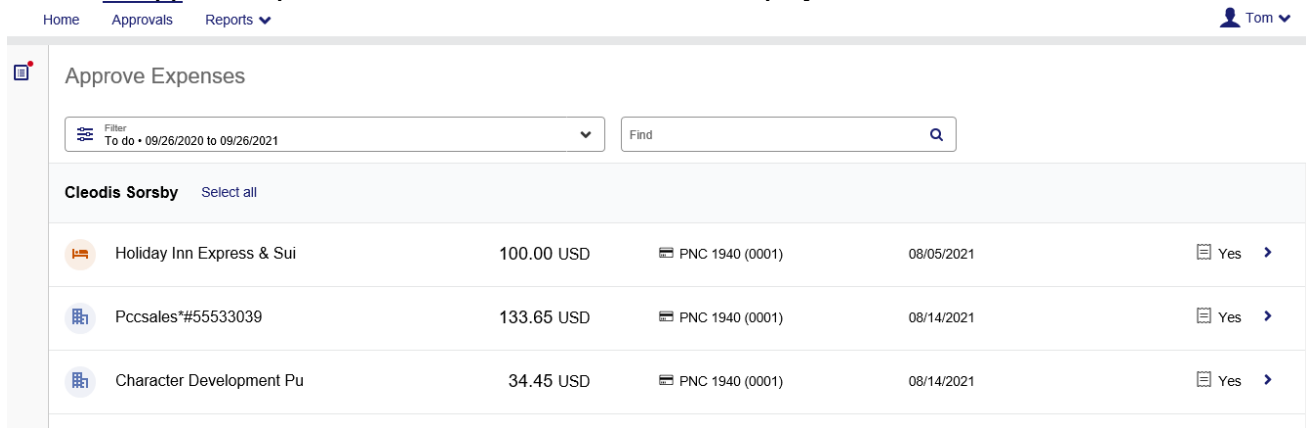 Home Approvals Reports Tom
Approve Expenses
Filter
To do • 09/26/2020 to 09/26/2021
Find
Cleodis Sorsby Select all
Holiday Inn Express & Sui 100.00 USD PNC 1940 (0001) 08/05/2021 Yes
Pccsales*#55533039 133.65 USD PNC 1940 (0001) 08/14/2021 Yes
Character Development Pu 34.45 USD PNC 1940 (0001) 08/14/2021 Yes